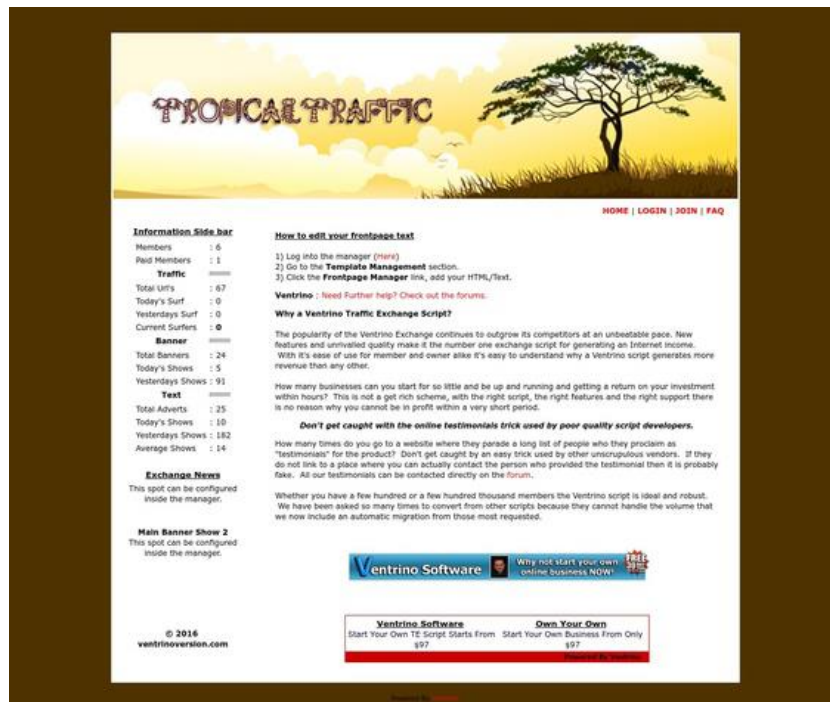 TROPICAL TRAFFIC
HOME | LOGIN | JOIN | FAQ
Information Side bar
Members : 6
Paid Members : 1
Traffic
Total Url's : 67
Today's Surf : 0
Yesterdays Surf : 0
Current Surfers : 0
Banner
Total Banners : 24
Today's Shows : 5
Yesterdays Shows : 91
Text
Total Adverts : 25
Today's Shows : 10
Yesterdays Shows : 182
Average Shows : 14
Exchange News
This spot can be configured
inside the manager.
Main Banner Show 2
This spot can be configured
inside the manager.
© 2016
ventrinoversion.com
How to edit your frontpage text
1) Log into the manager (Here)
2) Go to the Template Management section.
3) Click the Frontpage Manager link, add your HTML/Text.
Ventrino : Need Further help? Check out the forums.
Why a Ventrino Traffic Exchange Script?
The popularity of the Ventrino Exchange continues to outgrow its competitors at an unbeatable pace. New
features and unrivalled quality make it the number one exchange script for generating an Internet income.
With it's ease of use for member and owner alike it's easy to understand why a Ventrino script generates more
revenue than any other.
How many businesses can you start for so little and be up and running and getting a return on your investment
within hours? This is not a get rich scheme, with the right script, the right features and the right support there
is no reason why you cannot be in profit within a very short period.
Don't get caught with the online testimonials trick used by poor quality script developers.
How many times do you go to a website where they parade a long list of people who they proclaim as
"testimonials" for the product? Don't get caught by an easy trick used by other unscrupulous vendors. If they
do not link to a place where you can actually contact the person who provided the testimonial then it is probably
fake. All our testimonials can be contacted directly on the forum.
Whether you have a few hundred or a few hundred thousand members the Ventrino script is ideal and robust.
We have been asked so many times to convert from other scripts because they cannot handle the volume that
we now include an automatic migration from those most requested.
Ventrino Software
Why not start your own
online business NOW!
FREE
Ventrino Software
Start Your Own TE Script Starts From
$97
Own Your Own
Start Your Own Business From Only
$97
Powered By Ventrino
Powered By